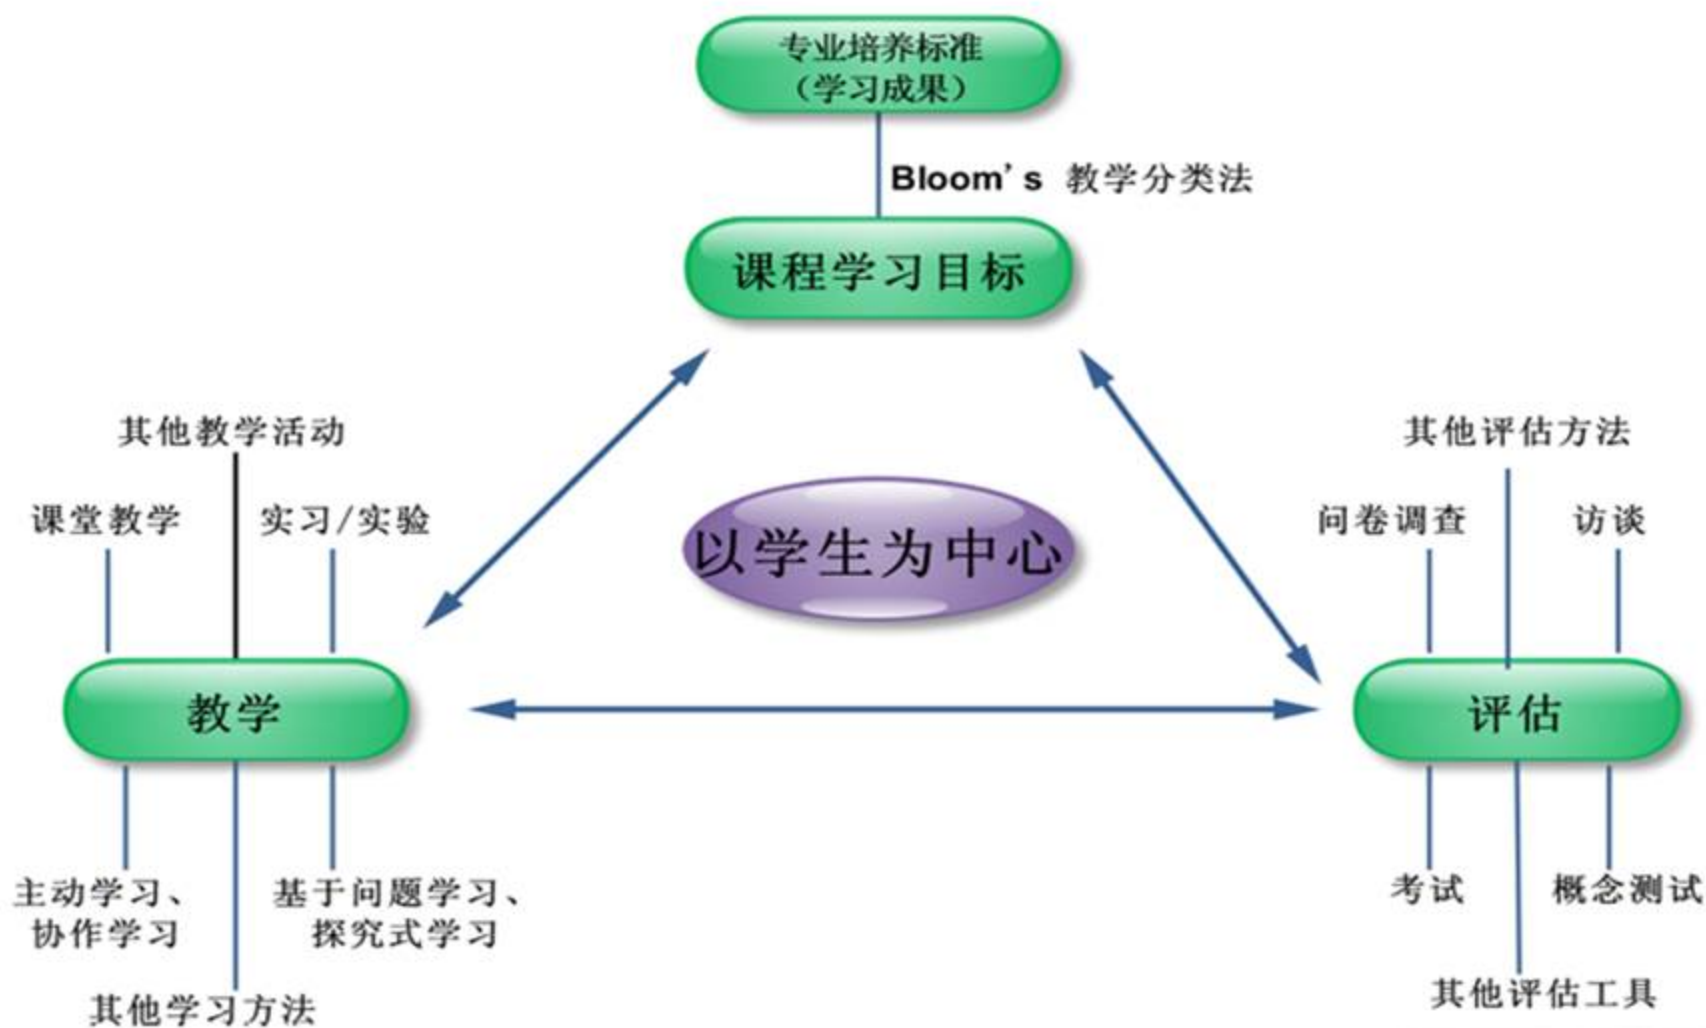 专业培养标准
（学习成果）
Bloom's 教学分类法
课程学习目标
其他教学活动
其他评估方法
课堂教学
实习/实验
问卷调查
访谈
以学生为中心
教学
评估
主动学习、
协作学习
基于问题学习、
探究式学习
考试
概念测试
其他学习方法
其他评估工具